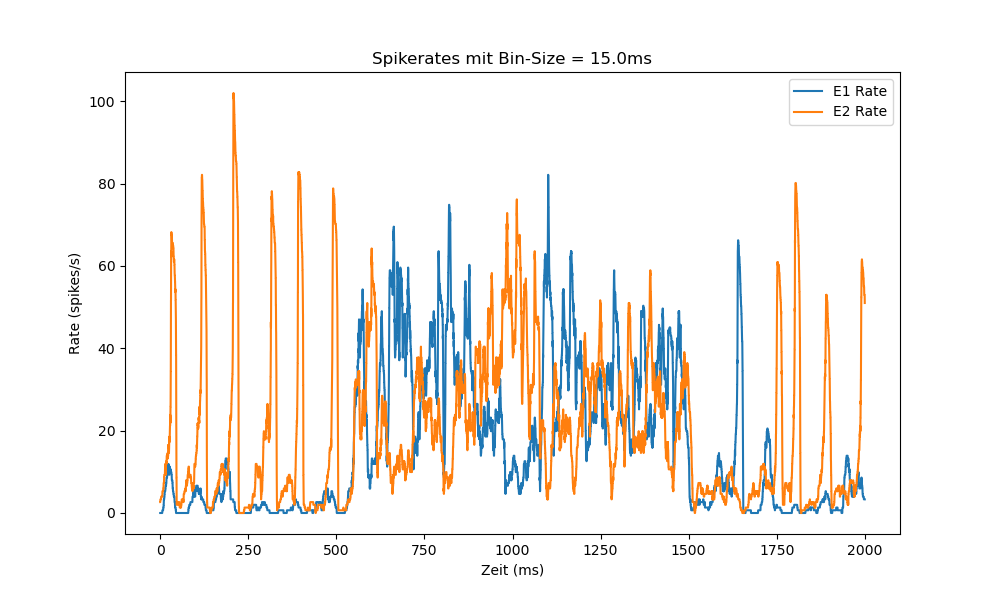 Spikerates mit Bin-Size = 15.0ms
E1 Rate
E2 Rate
100
80
60
40
20
0
Rate (spikes/s)
0 250 500 750 1000 1250 1500 1750 2000
Zeit (ms)